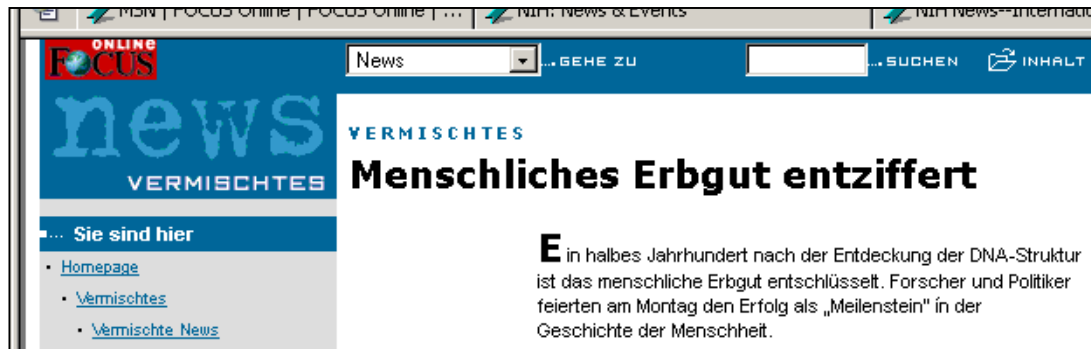 MSN | FOCUS Online | FOCUS Online | ...
NIH: News & Events
NIH News--Internatio
ONLINE
FOCUS
News
...GEHE ZU
...SUCHEN
INHALT
news
VERMISCHTES
VERMISCHTES
Menschliches Erbgut entziffert
... Sie sind hier
Homepage
Vermischtes
Vermischte News
Ein halbes Jahrhundert nach der Entdeckung der DNA-Struktur
ist das menschliche Erbgut entschlüsselt. Forscher und Politiker
feierten am Montag den Erfolg als „Meilenstein" in der
Geschichte der Menschheit.